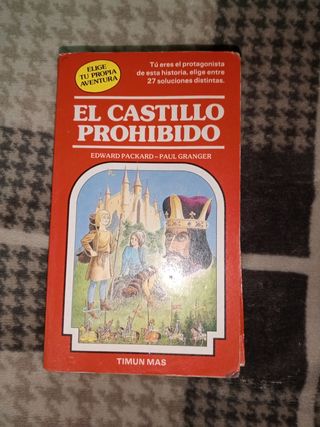 ELIGE
TU PROPIA
AVENTURA
Tú eres el protagonista
de esta historia, elige entre
27 soluciones distintas.
EL CASTILLO
PROHIBIDO
EDWARD PACKARD – PAUL GRANGER
TIMUN MAS